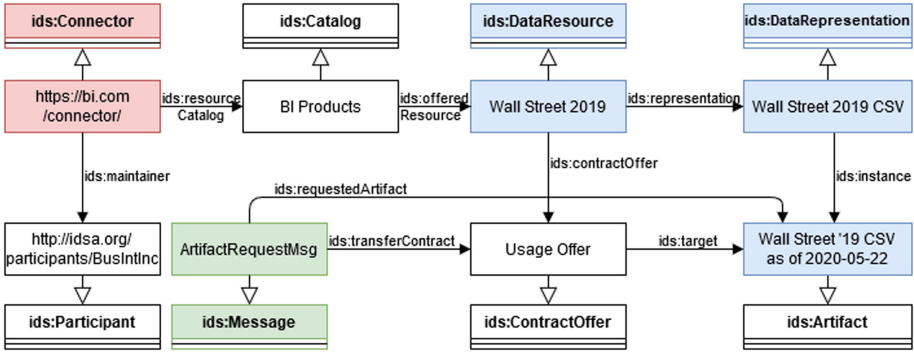 ids:Connector
ids:Catalog
ids:DataResource
ids:DataRepresentation
https://bi.com
/connector/
ids:resource
Catalog
BI Products
ids:offered
Resource
Wall Street 2019
ids:representation
Wall Street 2019 CSV
ids:maintainer
ids:contractOffer
ids:instance
ids:requestedArtifact
http://idsa.org/
participants/BusIntInc
ArtifactRequestMsg
ids:transferContract
Usage Offer
ids:target
Wall Street '19 CSV
as of 2020-05-22
ids:Participant
ids:Message
ids:ContractOffer
ids:Artifact